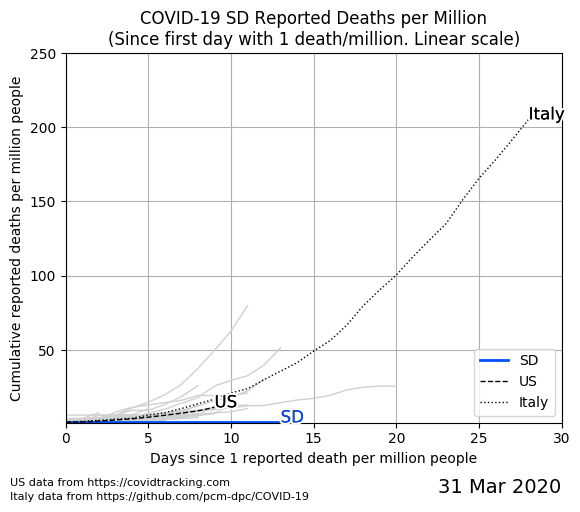 COVID-19 SD Reported Deaths per Million
(Since first day with 1 death/million. Linear scale)
Cumulative reported deaths per million people
250
200
150
100
50
Italy
US
SD
SD
US
Italy
0 5 10 15 20 25 30
Days since 1 reported death per million people
US data from https://covidtracking.com
Italy data from https://github.com/pcm-dpc/COVID-19
31 Mar 2020